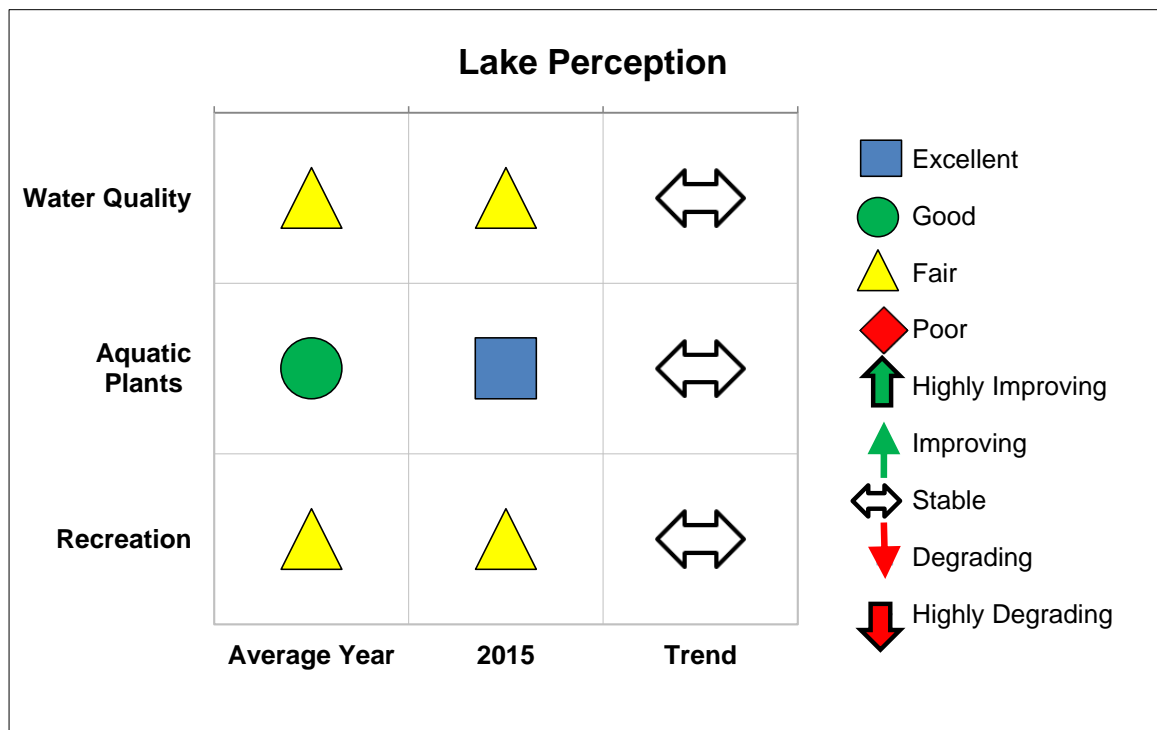 Lake Perception
Water Quality
Aquatic
Plants
Recreation
Average Year
2015
Trend
Excellent
Good
Fair
Poor
Highly Improving
Improving
Stable
Degrading
Highly Degrading